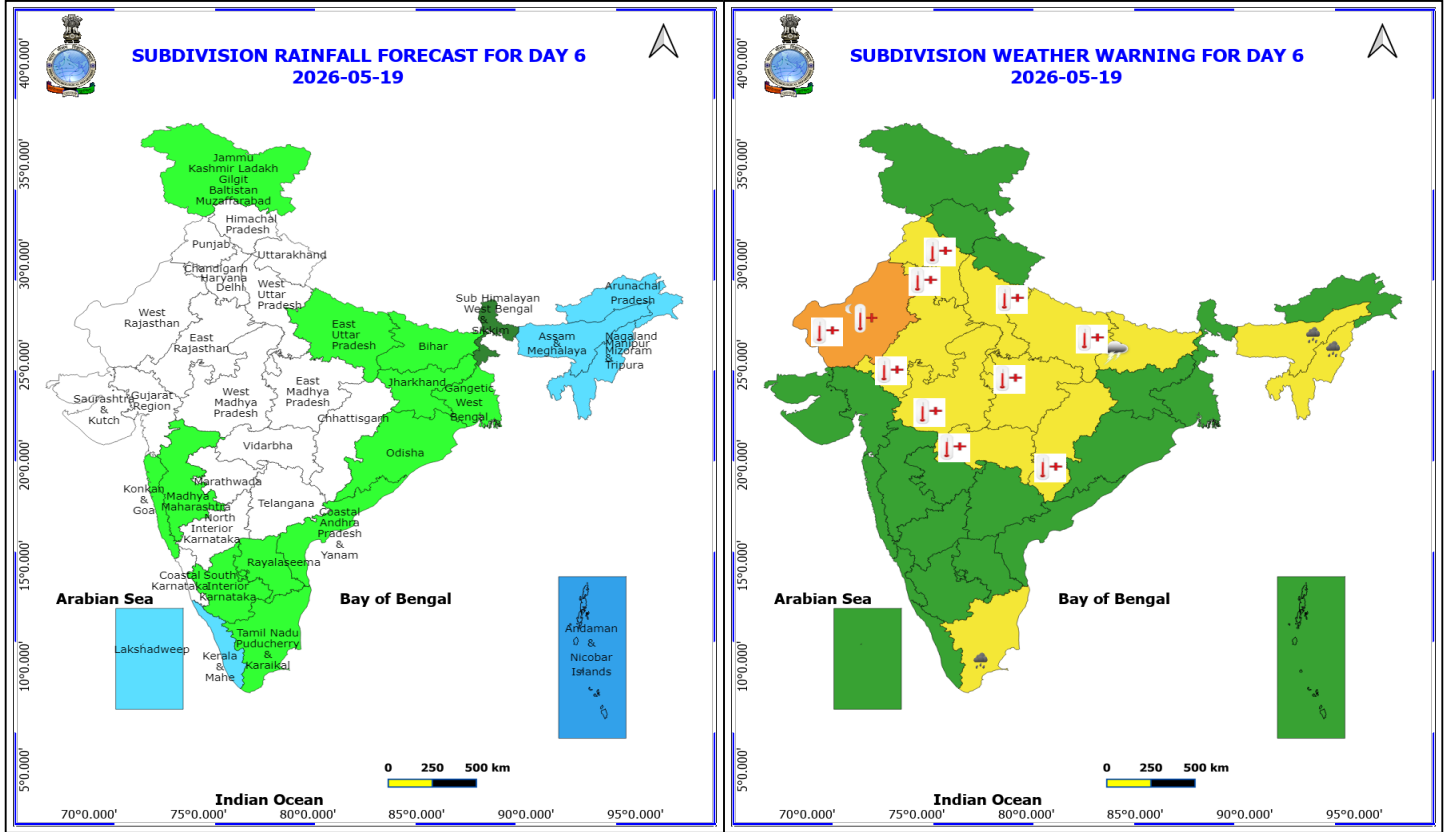 SUBDIVISION RAINFALL FORECAST FOR DAY 6
2026-05-19
40°0.000'
35°0.000'
30°0.000'
25°0.000'
20°0.000'
15°0.000'
10°0.000'
5°0.000'
Jammu
Kashmir Ladakh
Gilgit
Baltistan
Muzaffarabad
Himachal
Pradesh
Punjab
Uttarakhand
Chandigarh
Haryana
Delhi
West
Uttar
Pradesh
West
Rajasthan
East
Rajasthan
East
Uttar
Pradesh
Bihar
Sub Himalayan
West Bengal
&
Sikkim
Arunachal
Pradesh
Assam
&
Meghalaya
Nagaland
Manipur
Mizoram
&
Tripura
Jharkhand
Gangetic
West
Bengal
Saurashtra
&
Kutch
Gujarat
Region
West
Madhya
Pradesh
East
Madhya
Pradesh
Chhattisgarh
Vidarbha
Odisha
Konkan
&
Goa
Madhya
Maharashtra
Marathwada
Telangana
North
Interior
Karnataka
Coastal
Andhra
Pradesh
&
Yanam
Rayalaseema
Coastal
Karnataka
South
Interior
Karnataka
Tamil Nadu
Puducherry
&
Karaikal
Kerala
&
Mahe
Lakshadweep
Andaman
&
Nicobar
Islands
Arabian Sea
Bay of Bengal
Indian Ocean
0 250 500 km
70°0.000' 75°0.000' 80°0.000' 85°0.000' 90°0.000' 95°0.000'
SUBDIVISION WEATHER WARNING FOR DAY 6
2026-05-19
40°0.000'
35°0.000'
30°0.000'
25°0.000'
20°0.000'
15°0.000'
10°0.000'
5°0.000'
Arabian Sea
Bay of Bengal
Indian Ocean
0 250 500 km
70°0.000' 75°0.000' 80°0.000' 85°0.000' 90°0.000' 95°0.000'